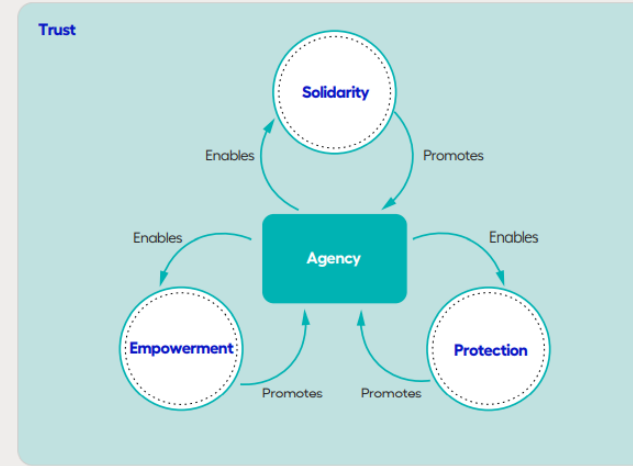 Trust
Solidarity
Enables
Promotes
Enables
Enables
Agency
Empowerment
Protection
Promotes
Promotes